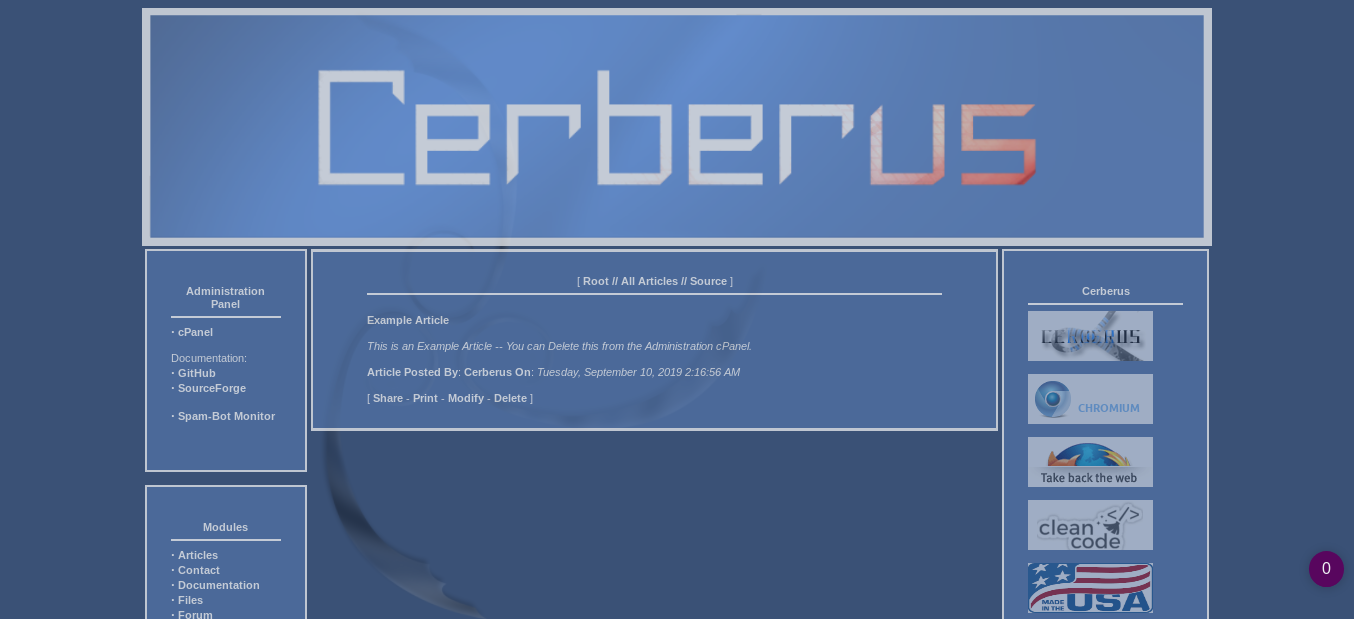 Cerberus
Administration
Panel
· cPanel
Documentation:
· GitHub
· SourceForge
· Spam-Bot Monitor
Modules
· Articles
· Contact
· Documentation
· Files
· Forum
[ Root // All Articles // Source ]
Example Article
This is an Example Article -- You can Delete this from the Administration cPanel.
Article Posted By: Cerberus On: Tuesday, September 10, 2019 2:16:56 AM
[ Share - Print - Modify - Delete ]
Cerberus
CERBERUS
CHROMIUM
Take back the web
clean </>
code
MADE
IN THE USA
0